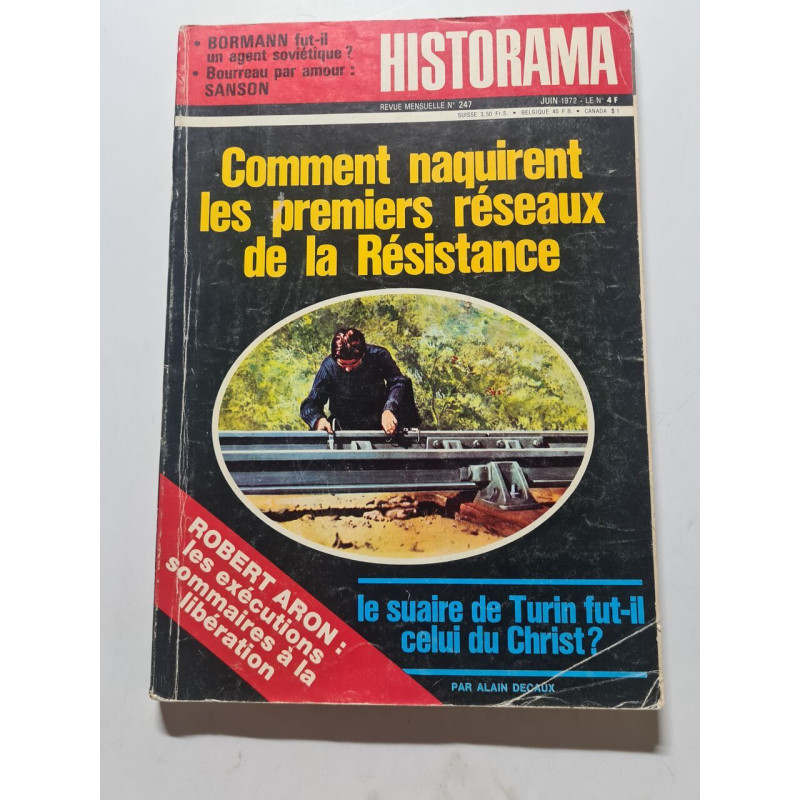 • BORMANN fut-il
un agent soviétique ?
• Bourreau par amour :
SANSON
HISTORAMA
REVUE MENSUELLE N° 247
JUIN 1972 - LE N° 4 F
SUISSE 3,50 Fr.S. • BELGIQUE 40 F.B. • CANADA $ 1
Comment naquirent
les premiers réseaux
de la Résistance
ROBERT ARON :
les exécutions
sommaires à la
libération
le suaire de Turin fut-il
celui du Christ ?
PAR ALAIN DECAUX